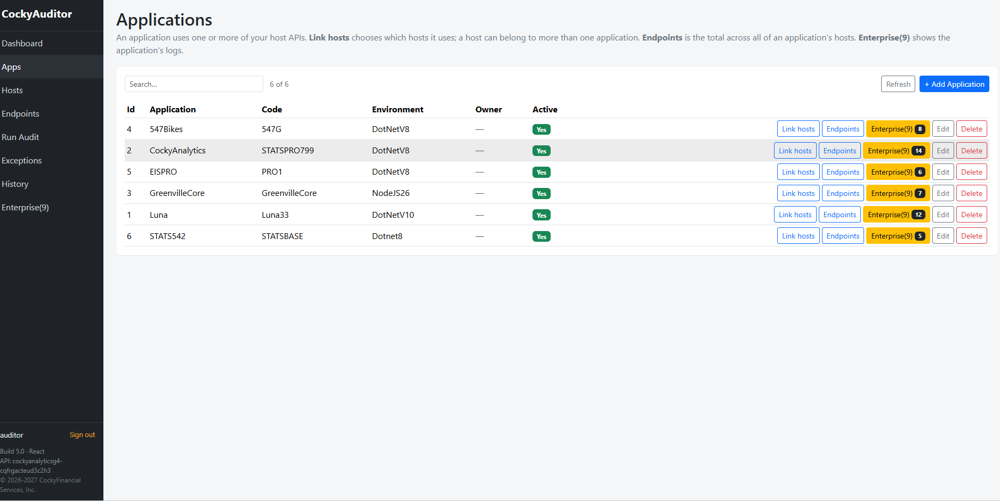 CockyAuditor
Dashboard
Apps
Hosts
Endpoints
Run Audit
Exceptions
History
Enterprise(9)
auditor Sign out
Build 5.0 · React
API: cockyanalyticsg4-
cqfrgacteud3c2h3
© 2026-2027 CockyFinancial
Services, Inc.
Applications
An application uses one or more of your host APIs. Link hosts chooses which hosts it uses; a host can belong to more than one application. Endpoints is the total across all of an application's hosts. Enterprise(9) shows the
application's logs.
Search... 6 of 6 Refresh + Add Application
Id Application Code Environment Owner Active
4 547Bikes 547G DotNetV8 — Yes Link hosts Endpoints Enterprise(9) 8 Edit Delete
2 CockyAnalytics STATSPRO799 DotNetV8 — Yes Link hosts Endpoints Enterprise(9) 14 Edit Delete
5 EISPRO PRO1 DotNetV8 — Yes Link hosts Endpoints Enterprise(9) 6 Edit Delete
3 GreenvilleCore GreenvilleCore NodeJS26 — Yes Link hosts Endpoints Enterprise(9) 7 Edit Delete
1 Luna Luna33 DotNetV10 — Yes Link hosts Endpoints Enterprise(9) 12 Edit Delete
6 STATS542 STATSBASE Dotnet8 — Yes Link hosts Endpoints Enterprise(9) 5 Edit Delete